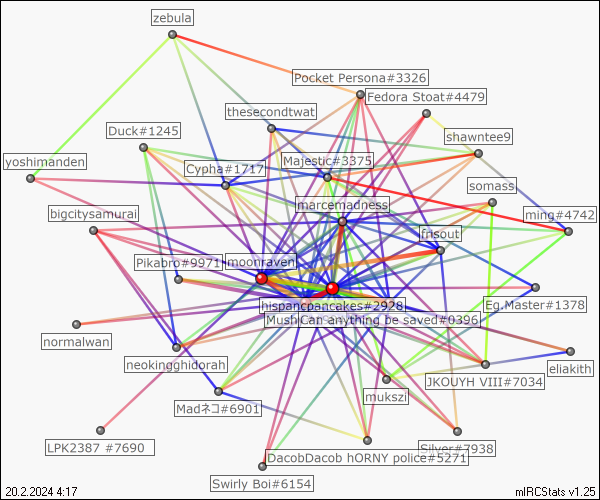 zebula
Pocket Persona#3326
Fedora Stoat#4479
thesecondtwat
Duck#1245
shawntee9
yoshimanden
Cypha#1717
Majestic#3375
somass
marcemadness
bigcitysamurai
ming#4742
frisout
Pikabro#9971
moonraven
hispancpancakes#2928
Eg.Master#1378
MushiCan anything be saved#0396
normalwan
neokingghidorah
eliakith
JKOUYH VIII#7034
mukszi
Madネコ#6901
LPK2387 #7690
Silver#7938
DacobDacob hORNY police#5271
Swirly Boi#6154
20.2.2024 4:17
mIRCStats v1.25